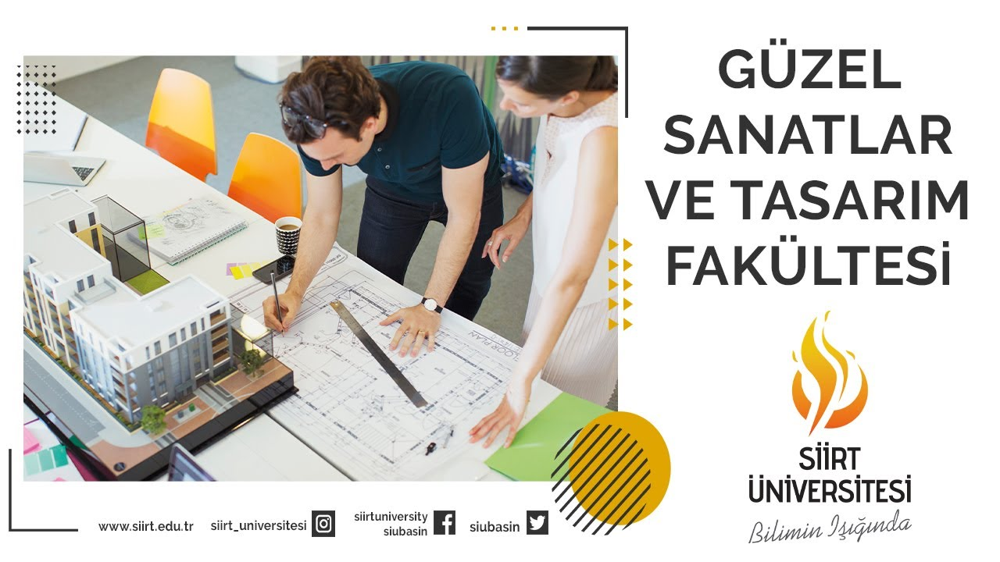 GÜZEL
SANATLAR
VE TASARIM
FAKÜLTESİ
FLOOR PLAN
SİİRT
ÜNİVERSİTESİ
Bilimin Işığında
www.siirt.edu.tr
siirt_universitesi
siirtuniversity
siubasin
siubasin